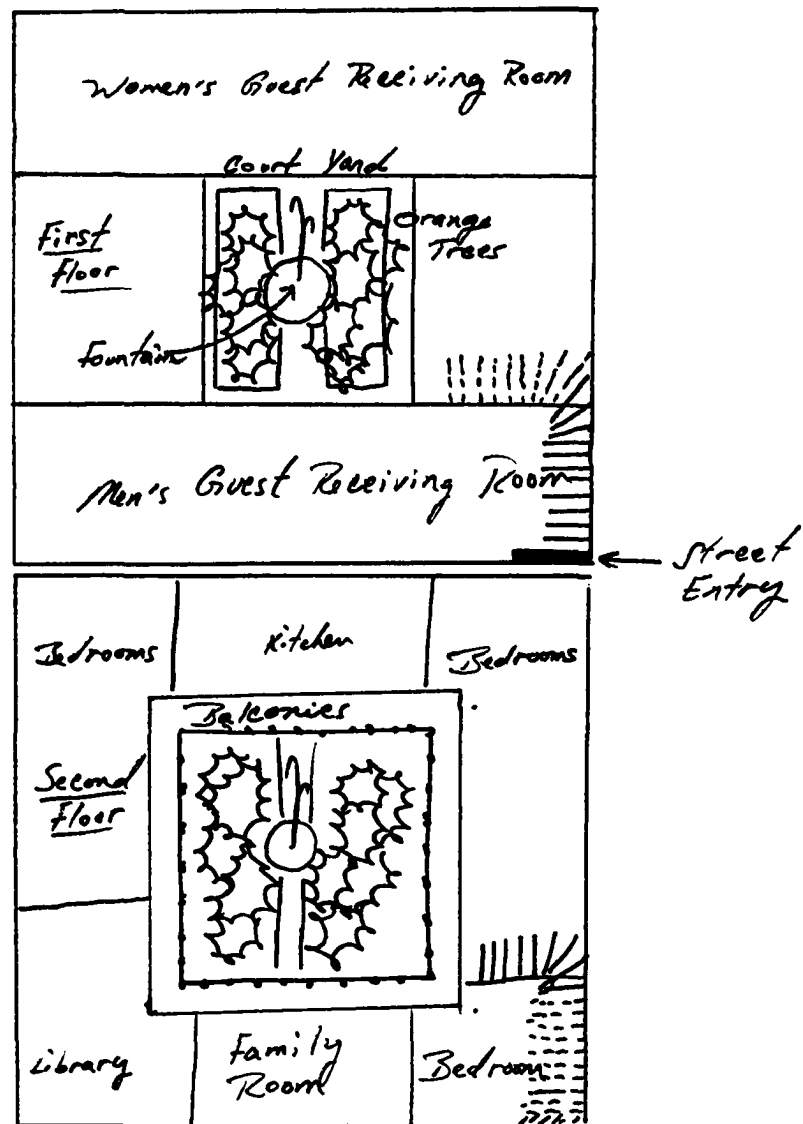 Women's Guest Receiving Room
Court Yard
First
Floor
Orange
Trees
Fountain
Men's Guest Receiving Room
Street
Entry
Bedrooms
Kitchen
Bedrooms
Balconies
Second
Floor
Library
Family
Room
Bedroom